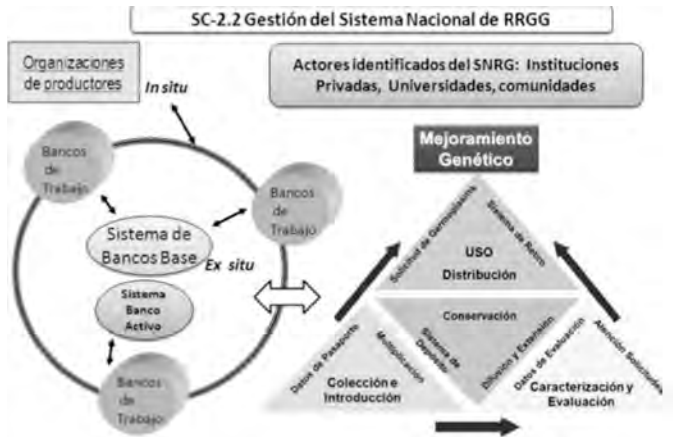 SC-2.2 Gestión del Sistema Nacional de RRGG
Organizaciones
de productores
In situ
Actores identificados del SNRG: Instituciones
Privadas, Universidades, comunidades
Bancos
de
Trabajo
Bancos
de
Trabajo
Sistema de
Bancos Base
Ex situ
Sistema
Banco
Activo
Bancos
de
Trabajo
Mejoramiento
Genético
Solicitud de Germoplasma
Sistema de Retiro
USO
Distribución
Conservación
Sistema de
Depósito
Difusión y Extensión
Datos de Pasaporte
Multiplicación
Colección e
Introducción
Datos de Evaluación
Atención Solicitudes
Caracterización y
Evaluación